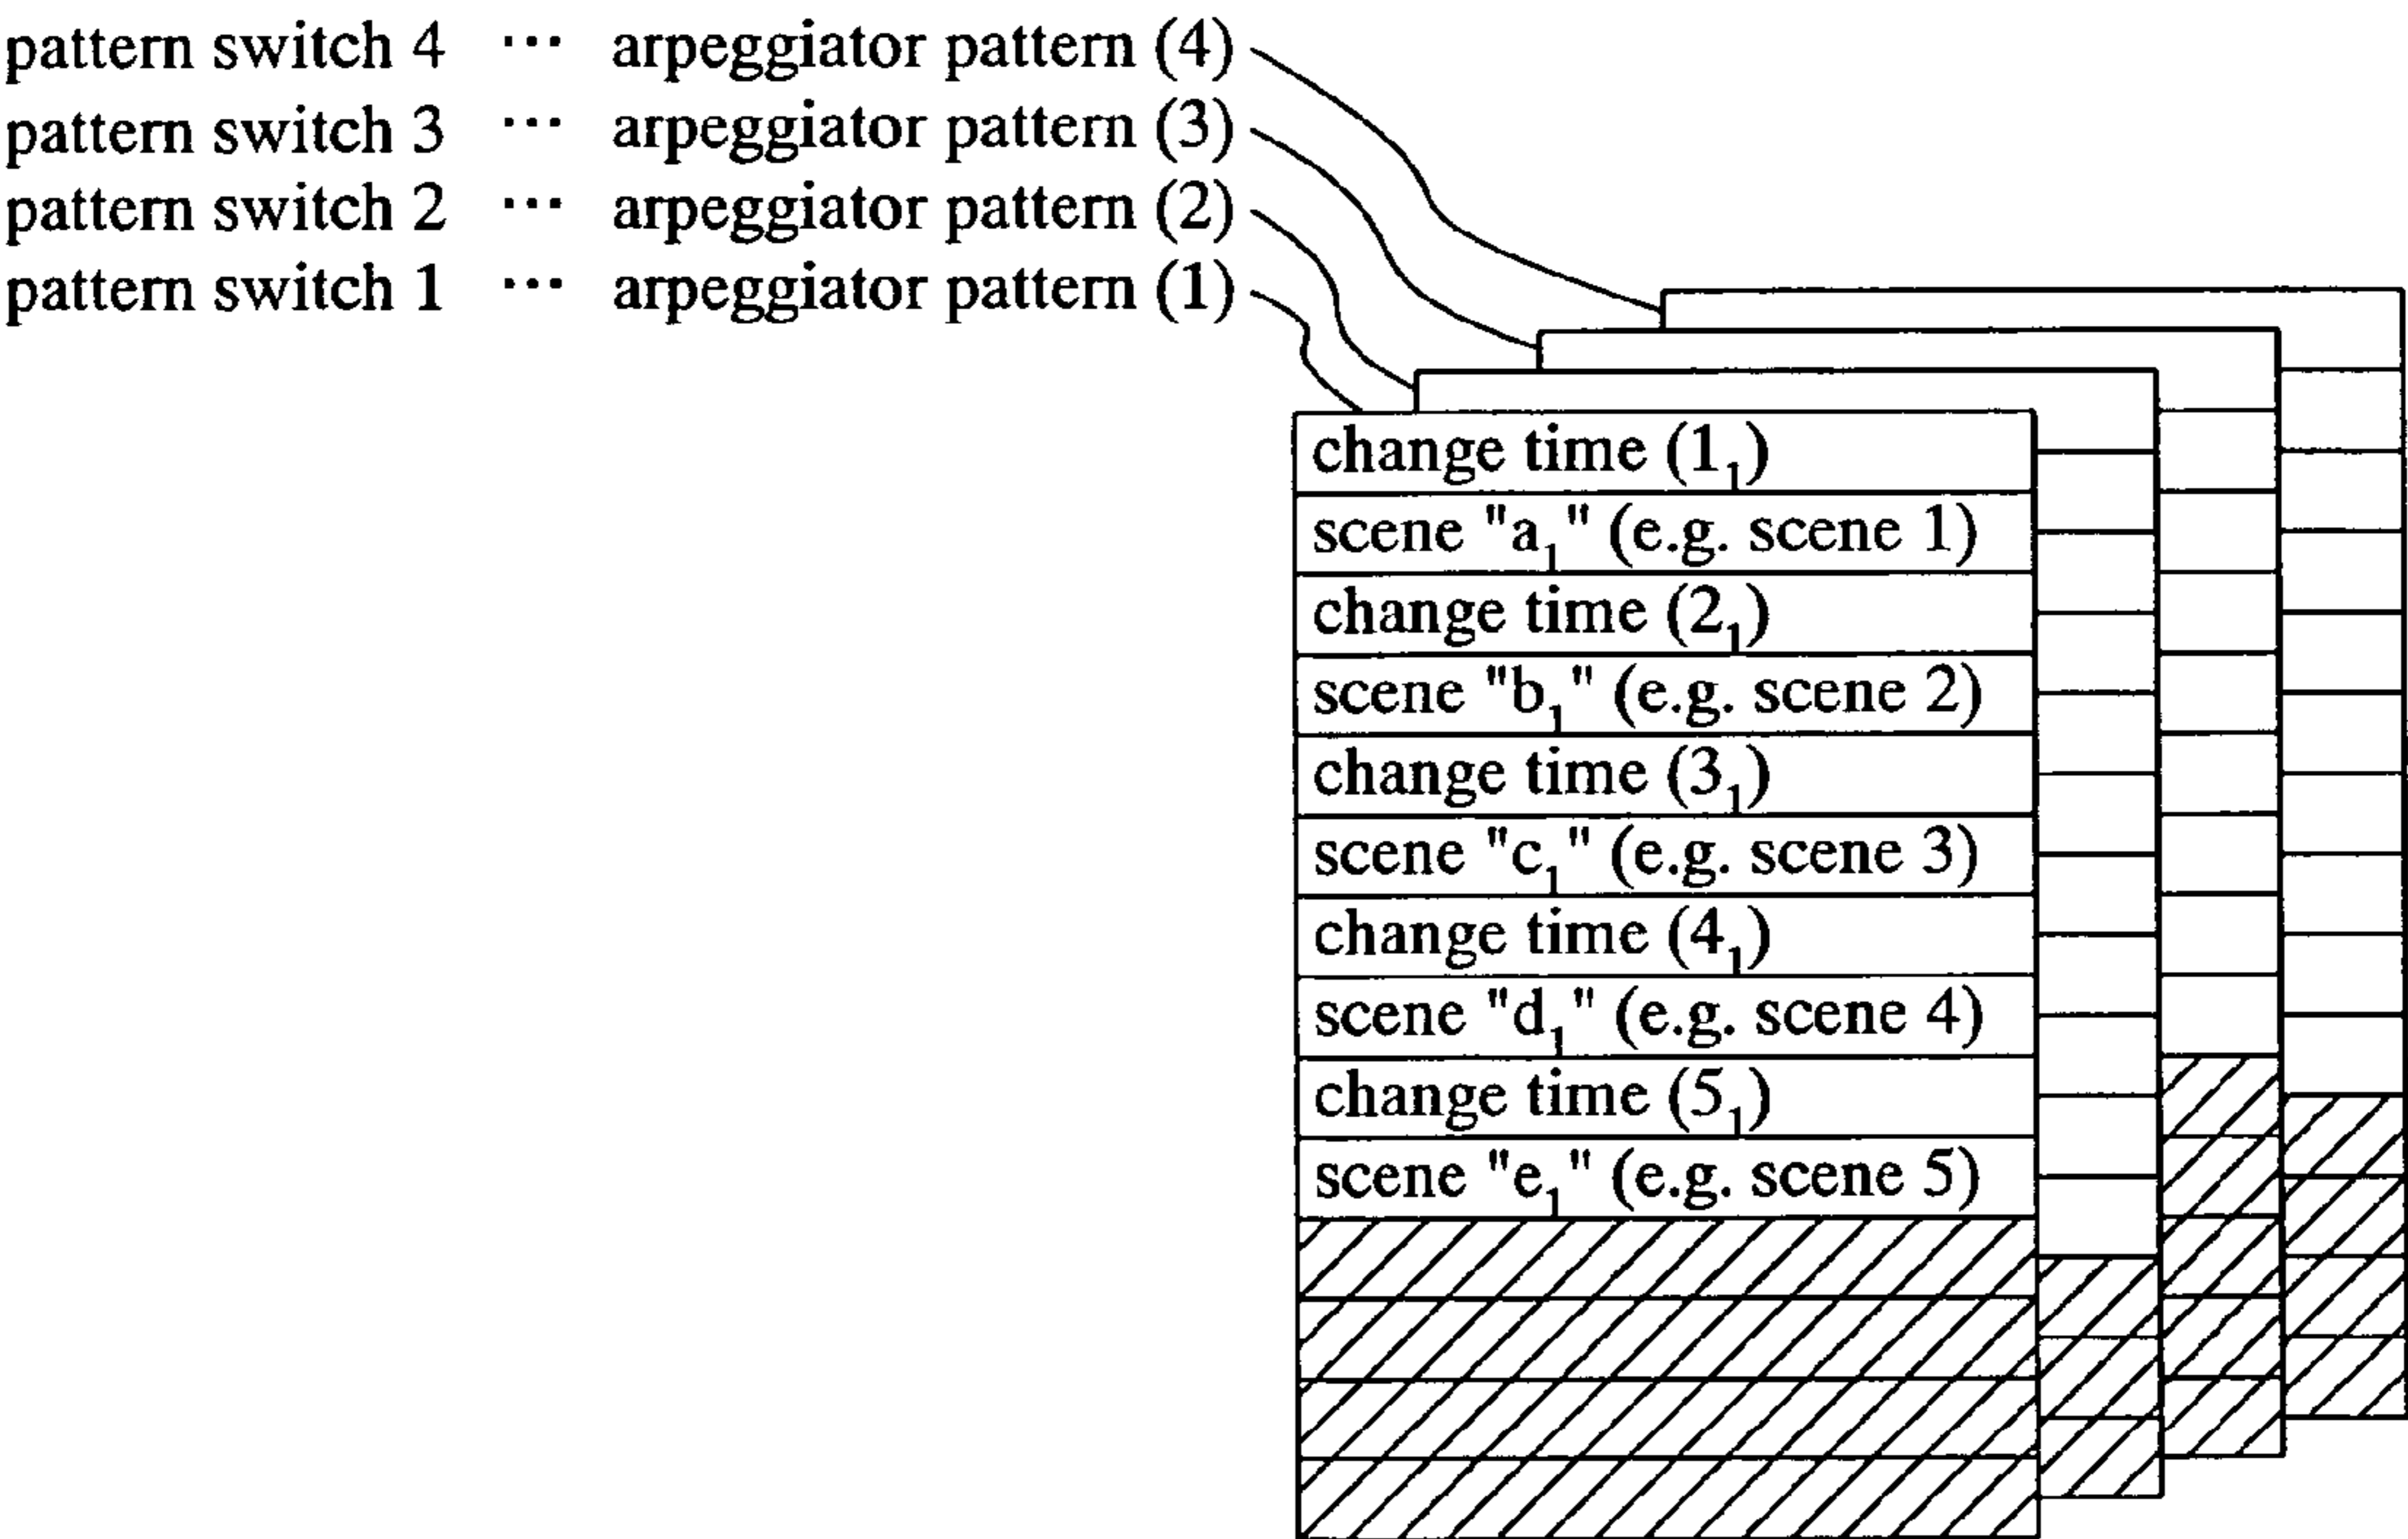 pattern switch 4 ··· arpeggiator pattern (4)
pattern switch 3 ··· arpeggiator pattern (3)
pattern switch 2 ··· arpeggiator pattern (2)
pattern switch 1 ··· arpeggiator pattern (1)
change time (1₁)
scene "a₁" (e.g. scene 1)
change time (2₁)
scene "b₁" (e.g. scene 2)
change time (3₁)
scene "c₁" (e.g. scene 3)
change time (4₁)
scene "d₁" (e.g. scene 4)
change time (5₁)
scene "e₁" (e.g. scene 5)